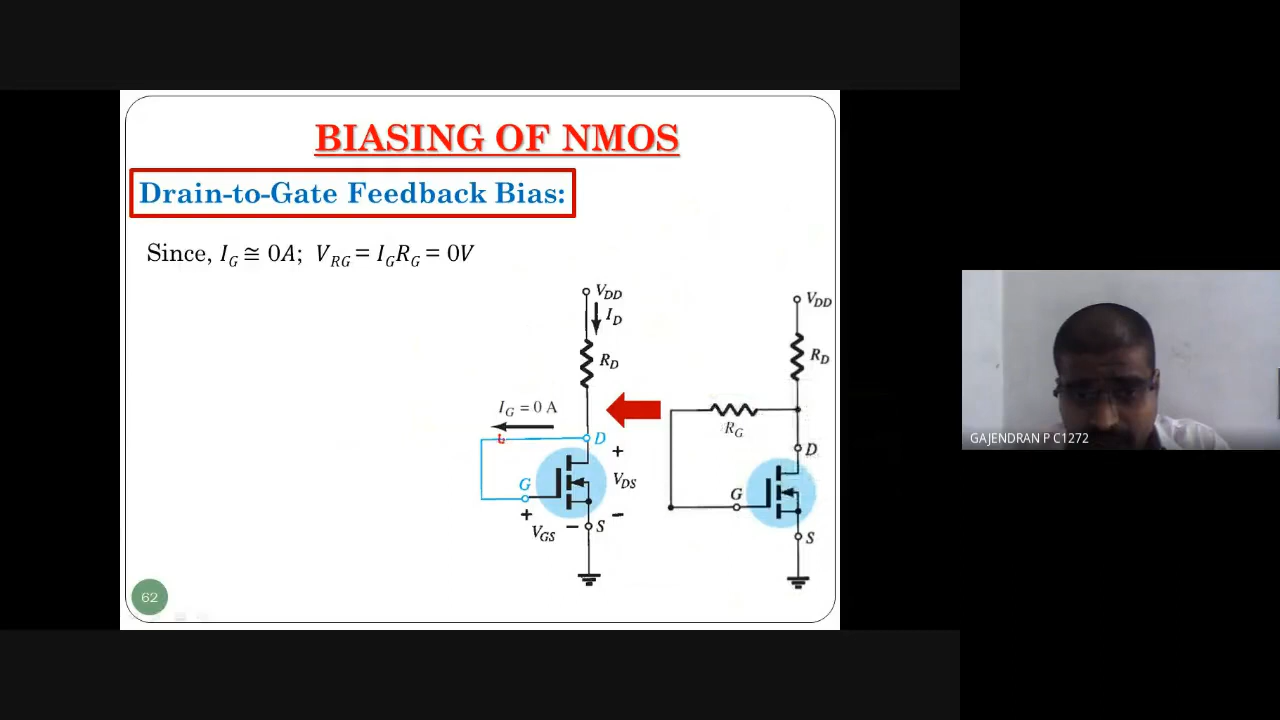 BIASING OF NMOS
Drain-to-Gate Feedback Bias:
Since, I_G ≅ 0A; V_RG = I_G R_G = 0V
V_DD
I_D
R_D
I_G = 0 A
D
+
G
V_DS
+
V_GS
−
S
−
V_DD
R_D
R_G
D
G
S
62
GAJENDRAN P C1272